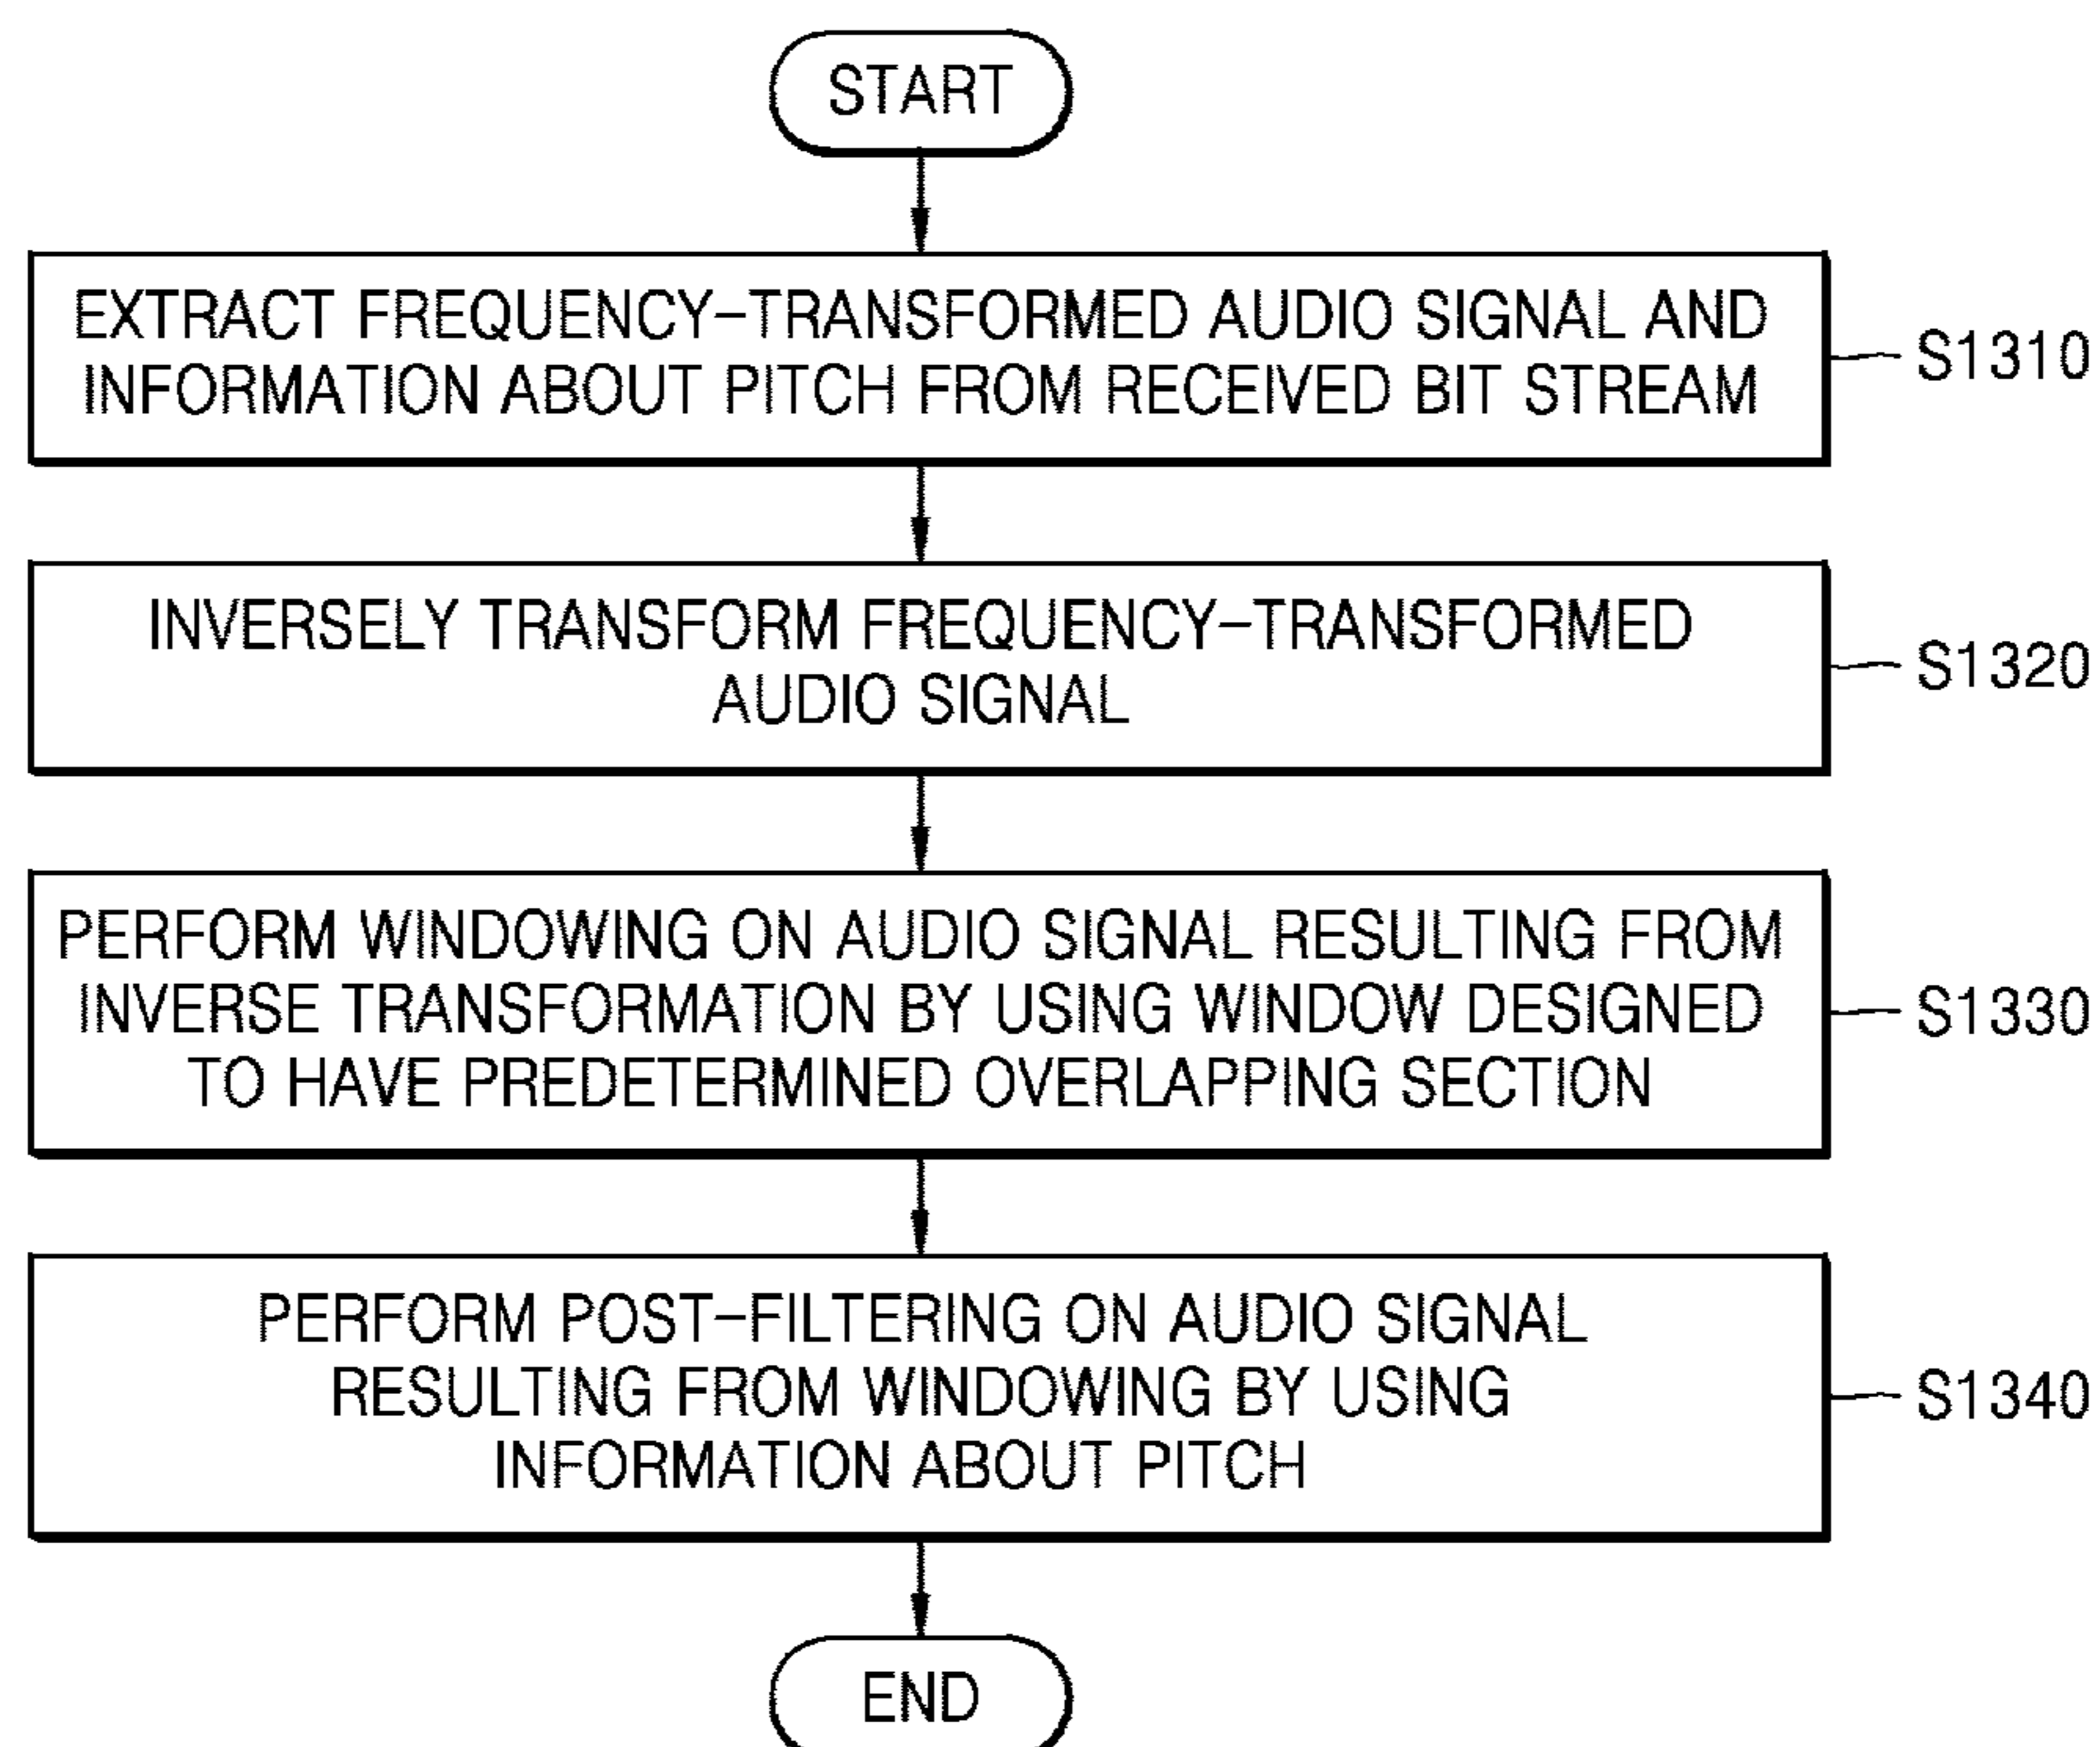 START
EXTRACT FREQUENCY-TRANSFORMED AUDIO SIGNAL AND
INFORMATION ABOUT PITCH FROM RECEIVED BIT STREAM
S1310
INVERSELY TRANSFORM FREQUENCY-TRANSFORMED
AUDIO SIGNAL
S1320
PERFORM WINDOWING ON AUDIO SIGNAL RESULTING FROM
INVERSE TRANSFORMATION BY USING WINDOW DESIGNED
TO HAVE PREDETERMINED OVERLAPPING SECTION
S1330
PERFORM POST-FILTERING ON AUDIO SIGNAL
RESULTING FROM WINDOWING BY USING
INFORMATION ABOUT PITCH
S1340
END